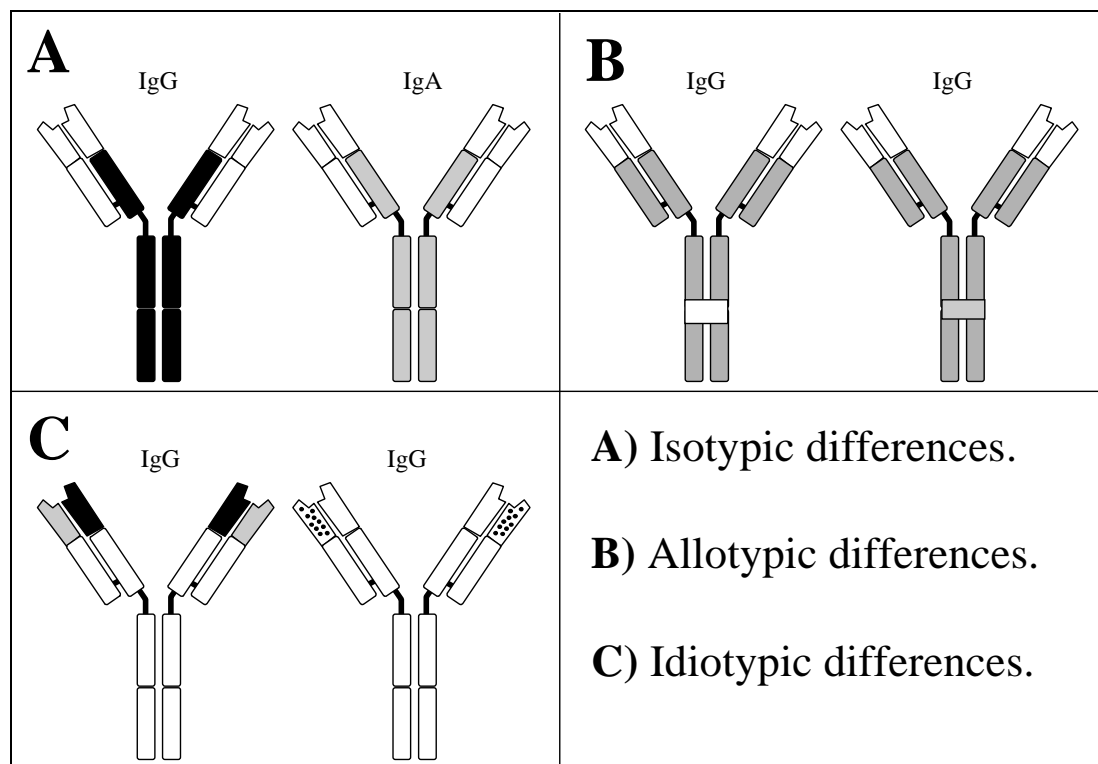 A
IgG
IgA
B
IgG
IgG
C
IgG
IgG
A) Isotypic differences.
B) Allotypic differences.
C) Idiotypic differences.